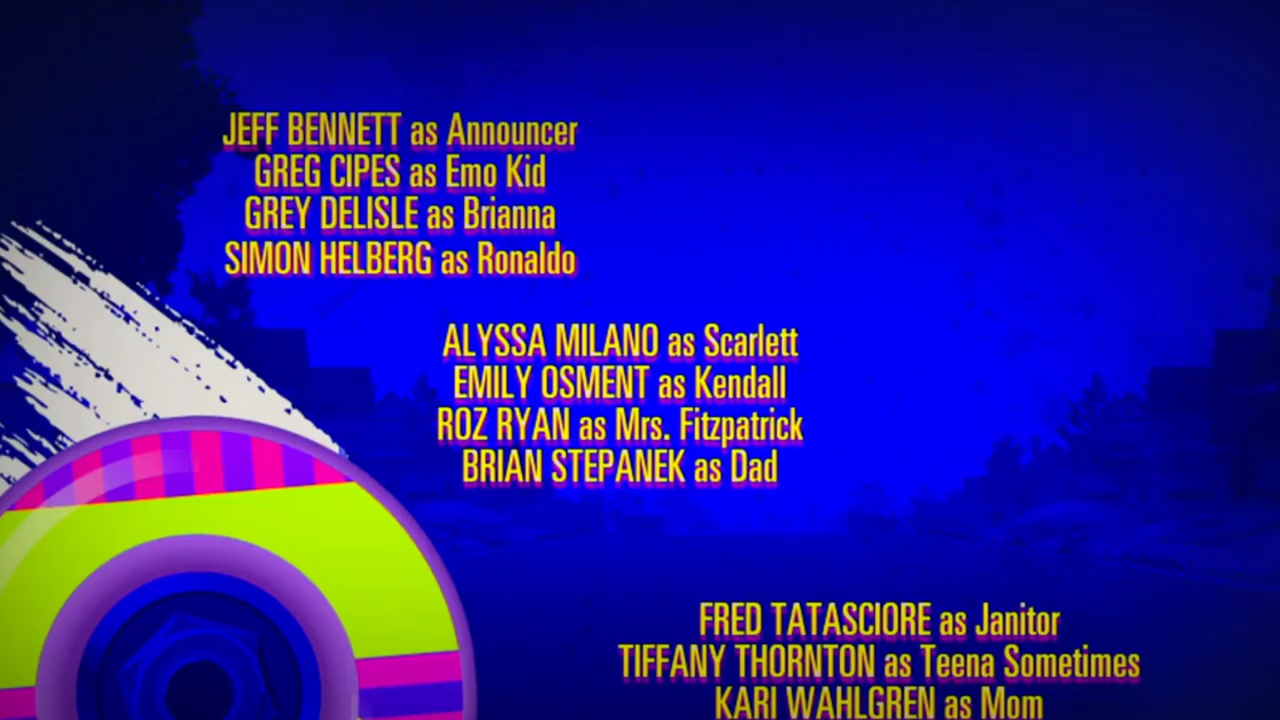 JEFF BENNETT as Announcer
GREG CIPES as Emo Kid
GREY DELISLE as Brianna
SIMON HELBERG as Ronaldo
ALYSSA MILANO as Scarlett
EMILY OSMENT as Kendall
ROZ RYAN as Mrs. Fitzpatrick
BRIAN STEPANEK as Dad
FRED TATASCIORE as Janitor
TIFFANY THORNTON as Teena Sometimes
KARI WAHLGREN as Mom